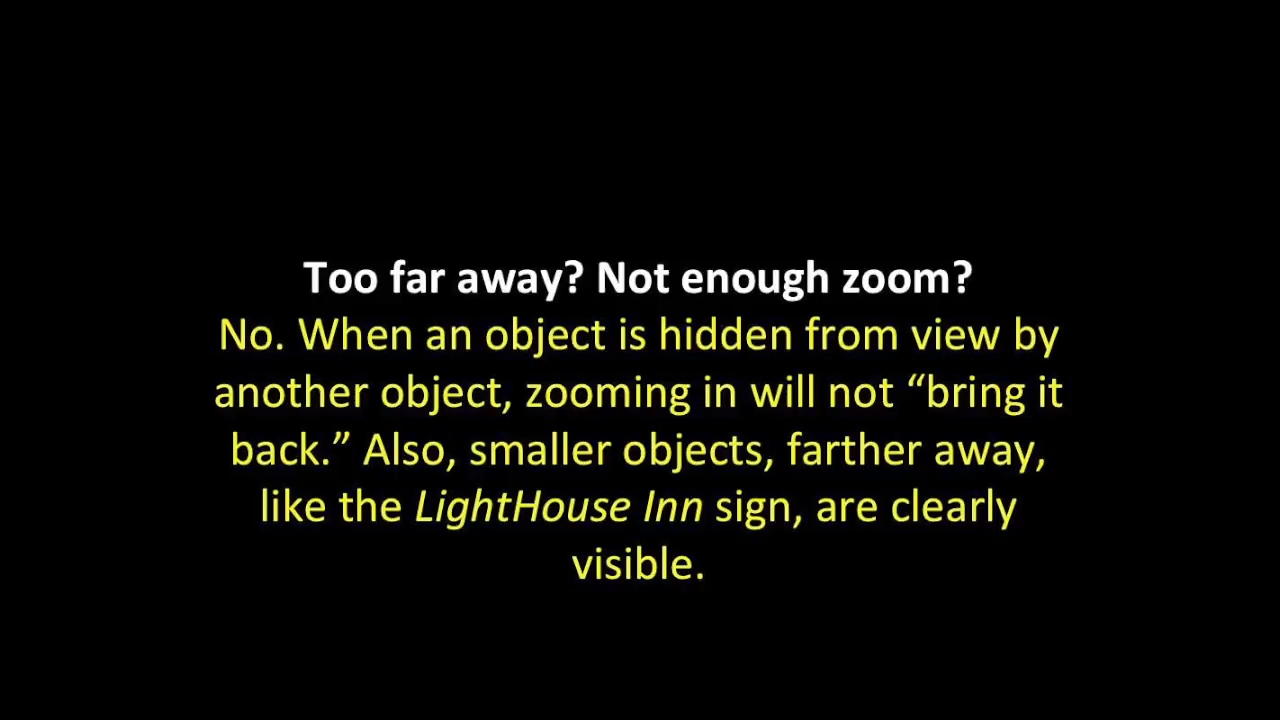 Too far away? Not enough zoom?
No. When an object is hidden from view by
another object, zooming in will not “bring it
back.” Also, smaller objects, farther away,
like the LightHouse Inn sign, are clearly
visible.